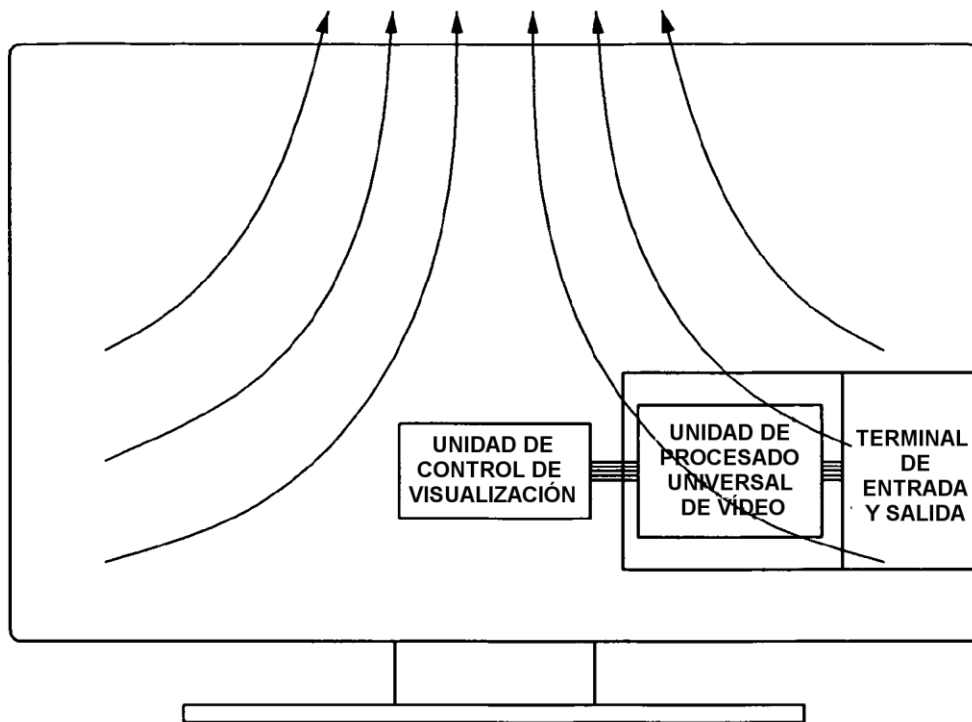 UNIDAD DE
CONTROL DE
VISUALIZACIÓN
UNIDAD DE
PROCESADO
UNIVERSAL
DE VÍDEO
TERMINAL
DE
ENTRADA
Y SALIDA